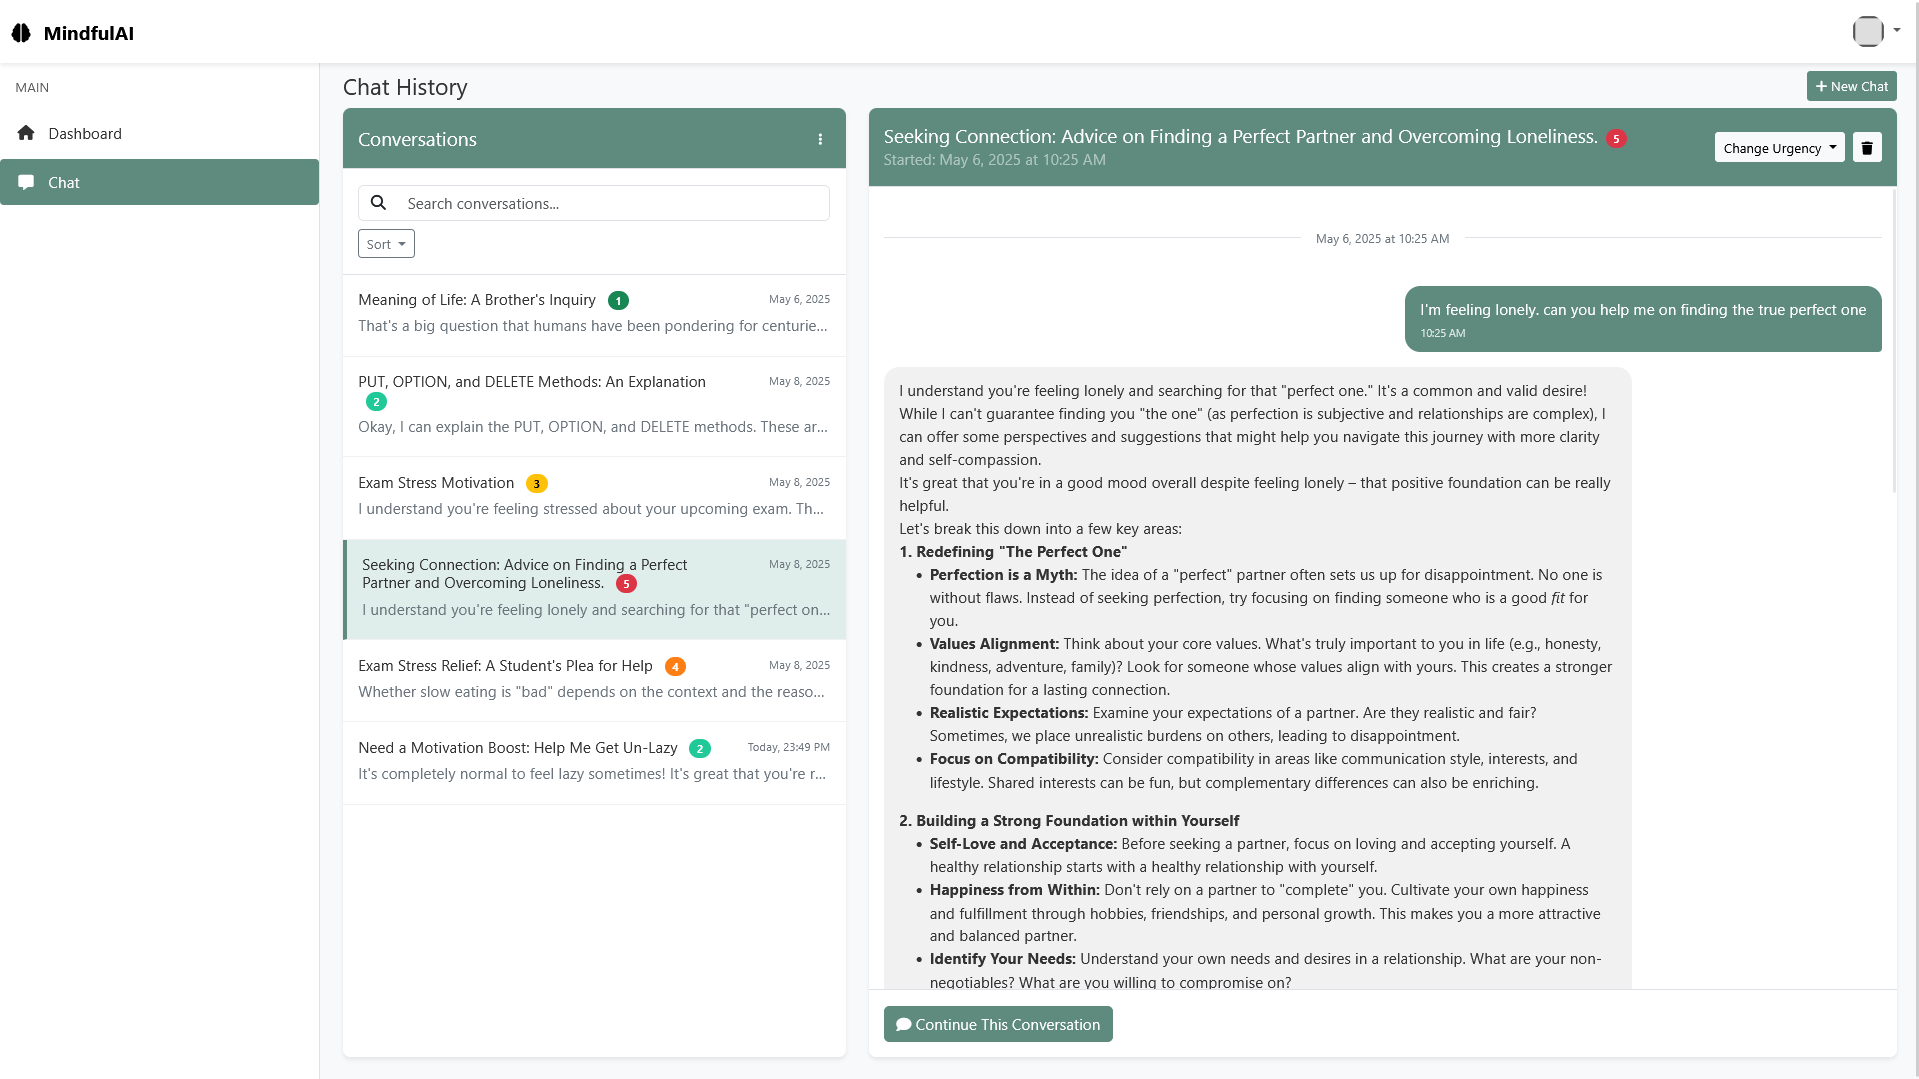 MindfulAI
MAIN
Dashboard
Chat
Chat History
+ New Chat
Conversations
Search conversations...
Sort
Meaning of Life: A Brother's Inquiry 1
May 6, 2025
That's a big question that humans have been pondering for centurie...
PUT, OPTION, and DELETE Methods: An Explanation
May 8, 2025
2
Okay, I can explain the PUT, OPTION, and DELETE methods. These ar...
Exam Stress Motivation 3
May 8, 2025
I understand you're feeling stressed about your upcoming exam. Th...
Seeking Connection: Advice on Finding a Perfect
May 8, 2025
Partner and Overcoming Loneliness. 5
I understand you're feeling lonely and searching for that "perfect on...
Exam Stress Relief: A Student's Plea for Help 4
May 8, 2025
Whether slow eating is "bad" depends on the context and the reaso...
Need a Motivation Boost: Help Me Get Un-Lazy 2
Today, 23:49 PM
It's completely normal to feel lazy sometimes! It's great that you're r...
Seeking Connection: Advice on Finding a Perfect Partner and Overcoming Loneliness. 5
Started: May 6, 2025 at 10:25 AM
Change Urgency
May 6, 2025 at 10:25 AM
I'm feeling lonely. can you help me on finding the true perfect one
10:25 AM
I understand you're feeling lonely and searching for that "perfect one." It's a common and valid desire!
While I can't guarantee finding you "the one" (as perfection is subjective and relationships are complex), I
can offer some perspectives and suggestions that might help you navigate this journey with more clarity
and self-compassion.
It's great that you're in a good mood overall despite feeling lonely – that positive foundation can be really
helpful.
Let's break this down into a few key areas:
1. Redefining "The Perfect One"
• Perfection is a Myth: The idea of a "perfect" partner often sets us up for disappointment. No one is
without flaws. Instead of seeking perfection, try focusing on finding someone who is a good fit for
you.
• Values Alignment: Think about your core values. What's truly important to you in life (e.g., honesty,
kindness, adventure, family)? Look for someone whose values align with yours. This creates a stronger
foundation for a lasting connection.
• Realistic Expectations: Examine your expectations of a partner. Are they realistic and fair?
Sometimes, we place unrealistic burdens on others, leading to disappointment.
• Focus on Compatibility: Consider compatibility in areas like communication style, interests, and
lifestyle. Shared interests can be fun, but complementary differences can also be enriching.
2. Building a Strong Foundation within Yourself
• Self-Love and Acceptance: Before seeking a partner, focus on loving and accepting yourself. A
healthy relationship starts with a healthy relationship with yourself.
• Happiness from Within: Don't rely on a partner to "complete" you. Cultivate your own happiness
and fulfillment through hobbies, friendships, and personal growth. This makes you a more attractive
and balanced partner.
• Identify Your Needs: Understand your own needs and desires in a relationship. What are your non-
negotiables? What are you willing to compromise on?
Continue This Conversation